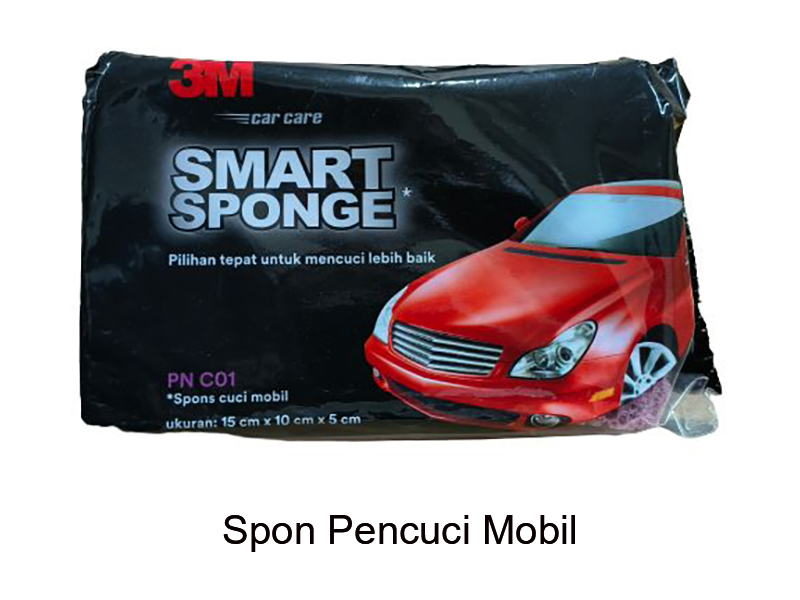 3M
car care
SMART
SPONGE*
Pilihan tepat untuk mencuci lebih baik
PN C01
*Spons cuci mobil
ukuran: 15 cm x 10 cm x 5 cm
Spon Pencuci Mobil